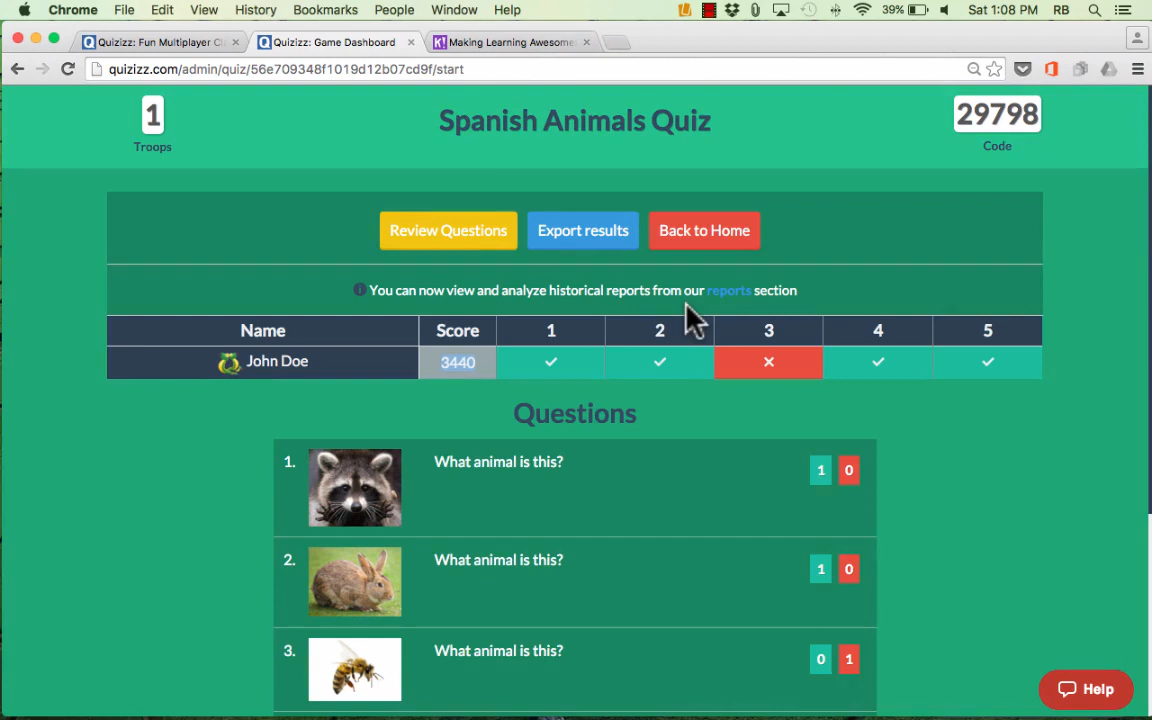 Chrome File Edit View History Bookmarks People Window Help 39% Sat 1:08 PM RB
Quizizz: Fun Multiplayer Cl Quizizz: Game Dashboard Making Learning Awesome
quizizz.com/admin/quiz/56e709348f1019d12b07cd9f/start
1 Spanish Animals Quiz 29798
Troops Code
Review Questions Export results Back to Home
You can now view and analyze historical reports from our reports section
Name Score 1 2 3 4 5
John Doe 3440
Questions
1. What animal is this? 1 0
2. What animal is this? 1 0
3. What animal is this? 0 1
Help